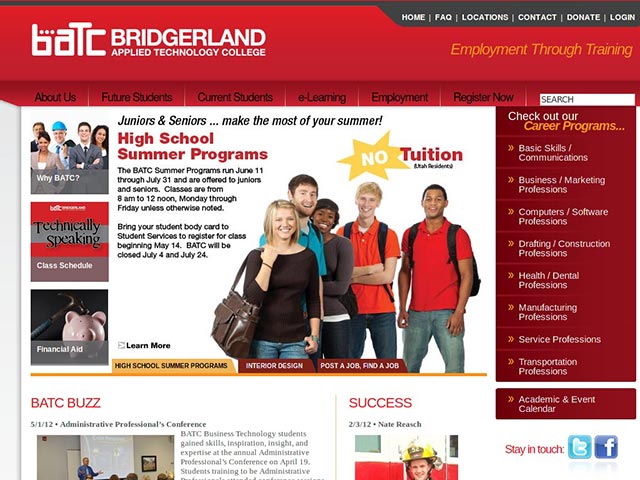 HOME | FAQ | LOCATIONS | CONTACT | DONATE | LOGIN
baTc BRIDGERLAND
APPLIED TECHNOLOGY COLLEGE
Employment Through Training
About Us
Future Students
Current Students
e-Learning
Employment
Register Now
SEARCH
Why BATC?
BRIDGERLAND
Technically Speaking
Class Schedule
Financial Aid
Juniors & Seniors ... make the most of your summer!
High School
Summer Programs
The BATC Summer Programs run June 11
through July 31 and are offered to juniors
and seniors. Classes are from
8 am to 12 noon, Monday through
Friday unless otherwise noted.
Bring your student body card to
Student Services to register for class
beginning May 14. BATC will be
closed July 4 and July 24.
NO Tuition
(Utah Residents)
Learn More
HIGH SCHOOL SUMMER PROGRAMS
INTERIOR DESIGN
POST A JOB, FIND A JOB
Check out our
Career Programs...
» Basic Skills /
Communications
» Business / Marketing
Professions
» Computers / Software
Professions
» Drafting / Construction
Professions
» Health / Dental
Professions
» Manufacturing
Professions
» Service Professions
» Transportation
Professions
» Academic & Event
Calendar
Stay in touch:
BATC BUZZ
5/1/12 • Administrative Professional's Conference
BATC Business Technology students
gained skills, inspiration, insight, and
expertise at the annual Administrative
Professional's Conference on April 19.
Students training to be Administrative
Professionals attended conference sessions
SUCCESS
2/3/12 • Nate Reasch